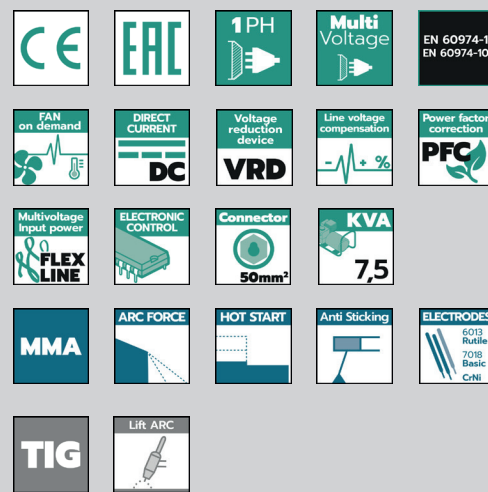 CE
EAC
1 PH
Multi
Voltage
EN 60974-1
EN 60974-10
FAN
on demand
DIRECT
CURRENT
DC
Voltage
reduction
device
VRD
Line voltage
compensation
- + %
Power factor
correction
PFC
Multivoltage
Input power
FLEX
LINE
ELECTRONIC
CONTROL
Connector
50mm²
KVA
7,5
MMA
ARC FORCE
HOT START
Anti Sticking
ELECTRODES
6013
Rutile
7018
Basic
CrNi
TIG
Lift ARC